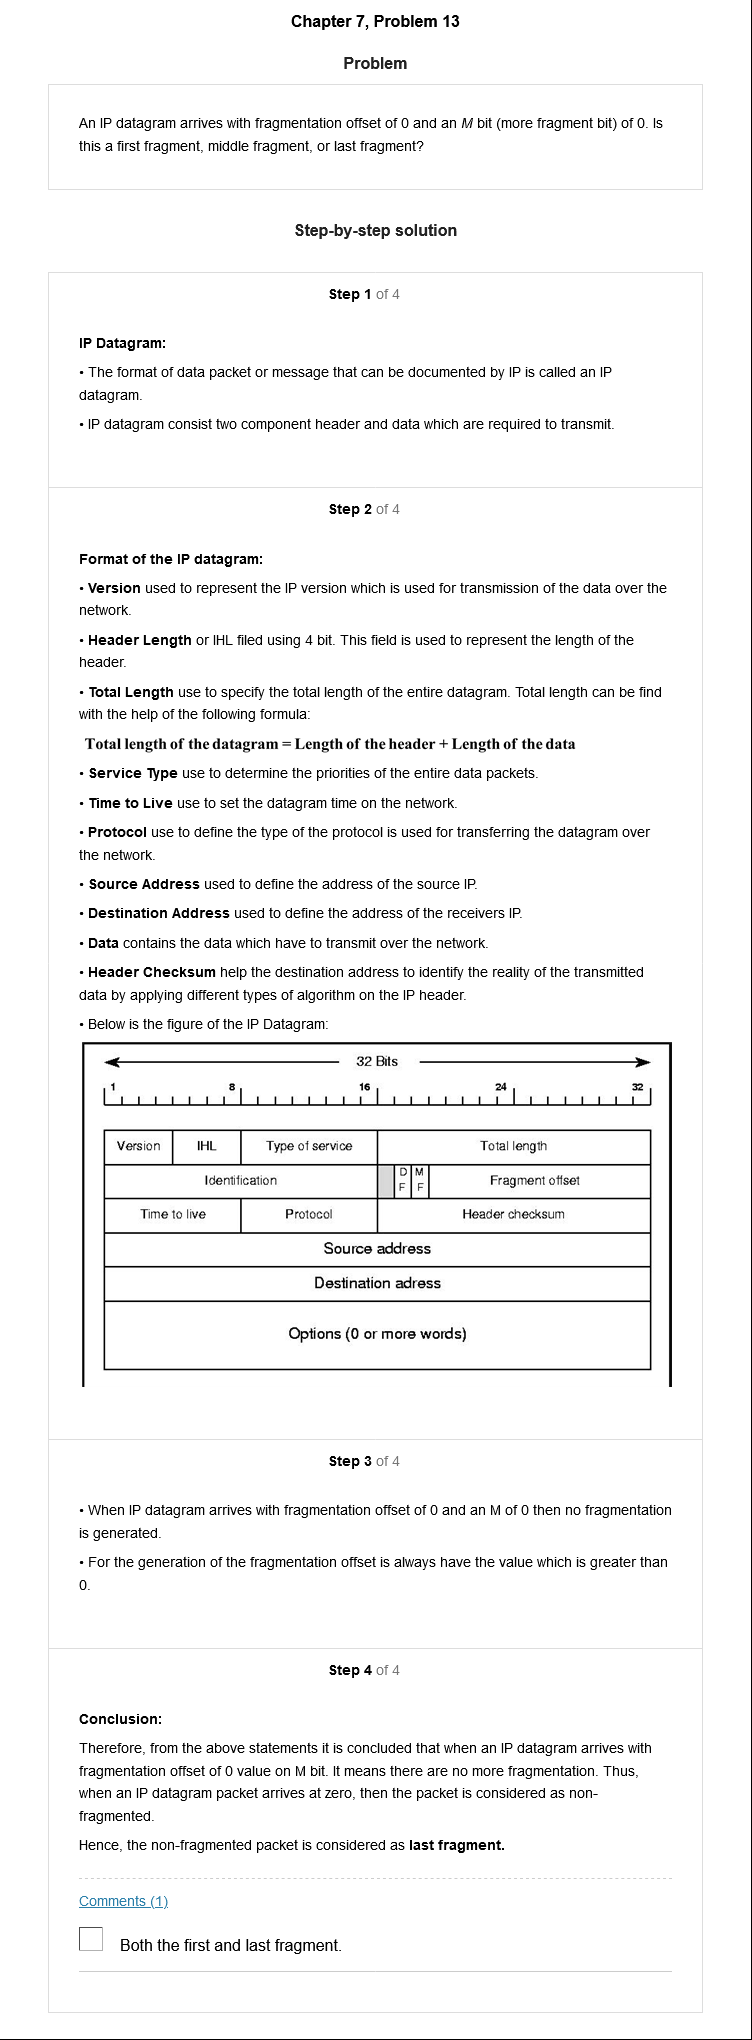 Chapter 7, Problem 13
Problem
An IP datagram arrives with fragmentation offset of 0 and an M bit (more fragment bit) of 0. Is
this a first fragment, middle fragment, or last fragment?
Step-by-step solution
Step 1 of 4
IP Datagram:
• The format of data packet or message that can be documented by IP is called an IP
datagram.
• IP datagram consist two component header and data which are required to transmit.
Step 2 of 4
Format of the IP datagram:
• Version used to represent the IP version which is used for transmission of the data over the
network.
• Header Length or IHL filed using 4 bit. This field is used to represent the length of the
header.
• Total Length use to specify the total length of the entire datagram. Total length can be find
with the help of the following formula:
Total length of the datagram = Length of the header + Length of the data
• Service Type use to determine the priorities of the entire data packets.
• Time to Live use to set the datagram time on the network.
• Protocol use to define the type of the protocol is used for transferring the datagram over
the network.
• Source Address used to define the address of the source IP.
• Destination Address used to define the address of the receivers IP.
• Data contains the data which have to transmit over the network.
• Header Checksum help the destination address to identify the reality of the transmitted
data by applying different types of algorithm on the IP header.
• Below is the figure of the IP Datagram:
32 Bits
1 8 16 24 32
Version IHL Type of service Total length
Identification DF MF Fragment offset
Time to live Protocol Header checksum
Source address
Destination adress
Options (0 or more words)
Step 3 of 4
• When IP datagram arrives with fragmentation offset of 0 and an M of 0 then no fragmentation
is generated.
• For the generation of the fragmentation offset is always have the value which is greater than
0.
Step 4 of 4
Conclusion:
Therefore, from the above statements it is concluded that when an IP datagram arrives with
fragmentation offset of 0 value on M bit. It means there are no more fragmentation. Thus,
when an IP datagram packet arrives at zero, then the packet is considered as non-
fragmented.
Hence, the non-fragmented packet is considered as last fragment.
Comments (1)
Both the first and last fragment.